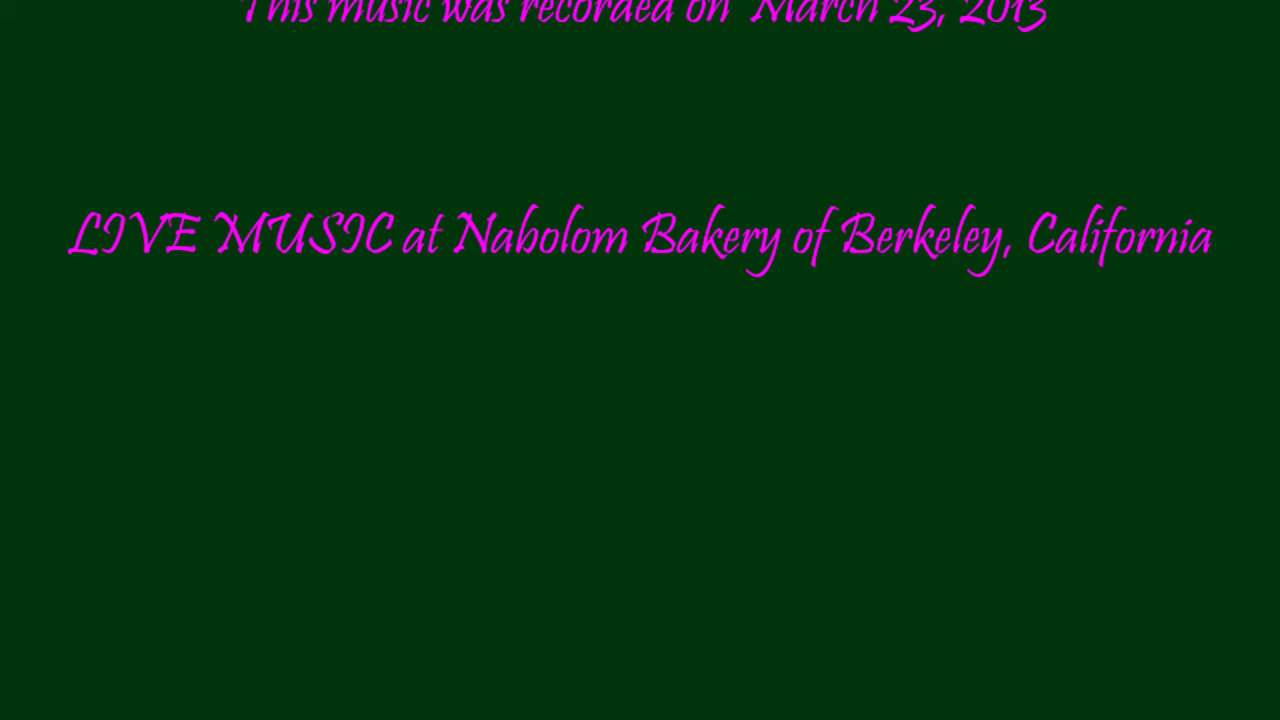 This music was recorded on March 23, 2013
LIVE MUSIC at Nabolom Bakery of Berkeley, California